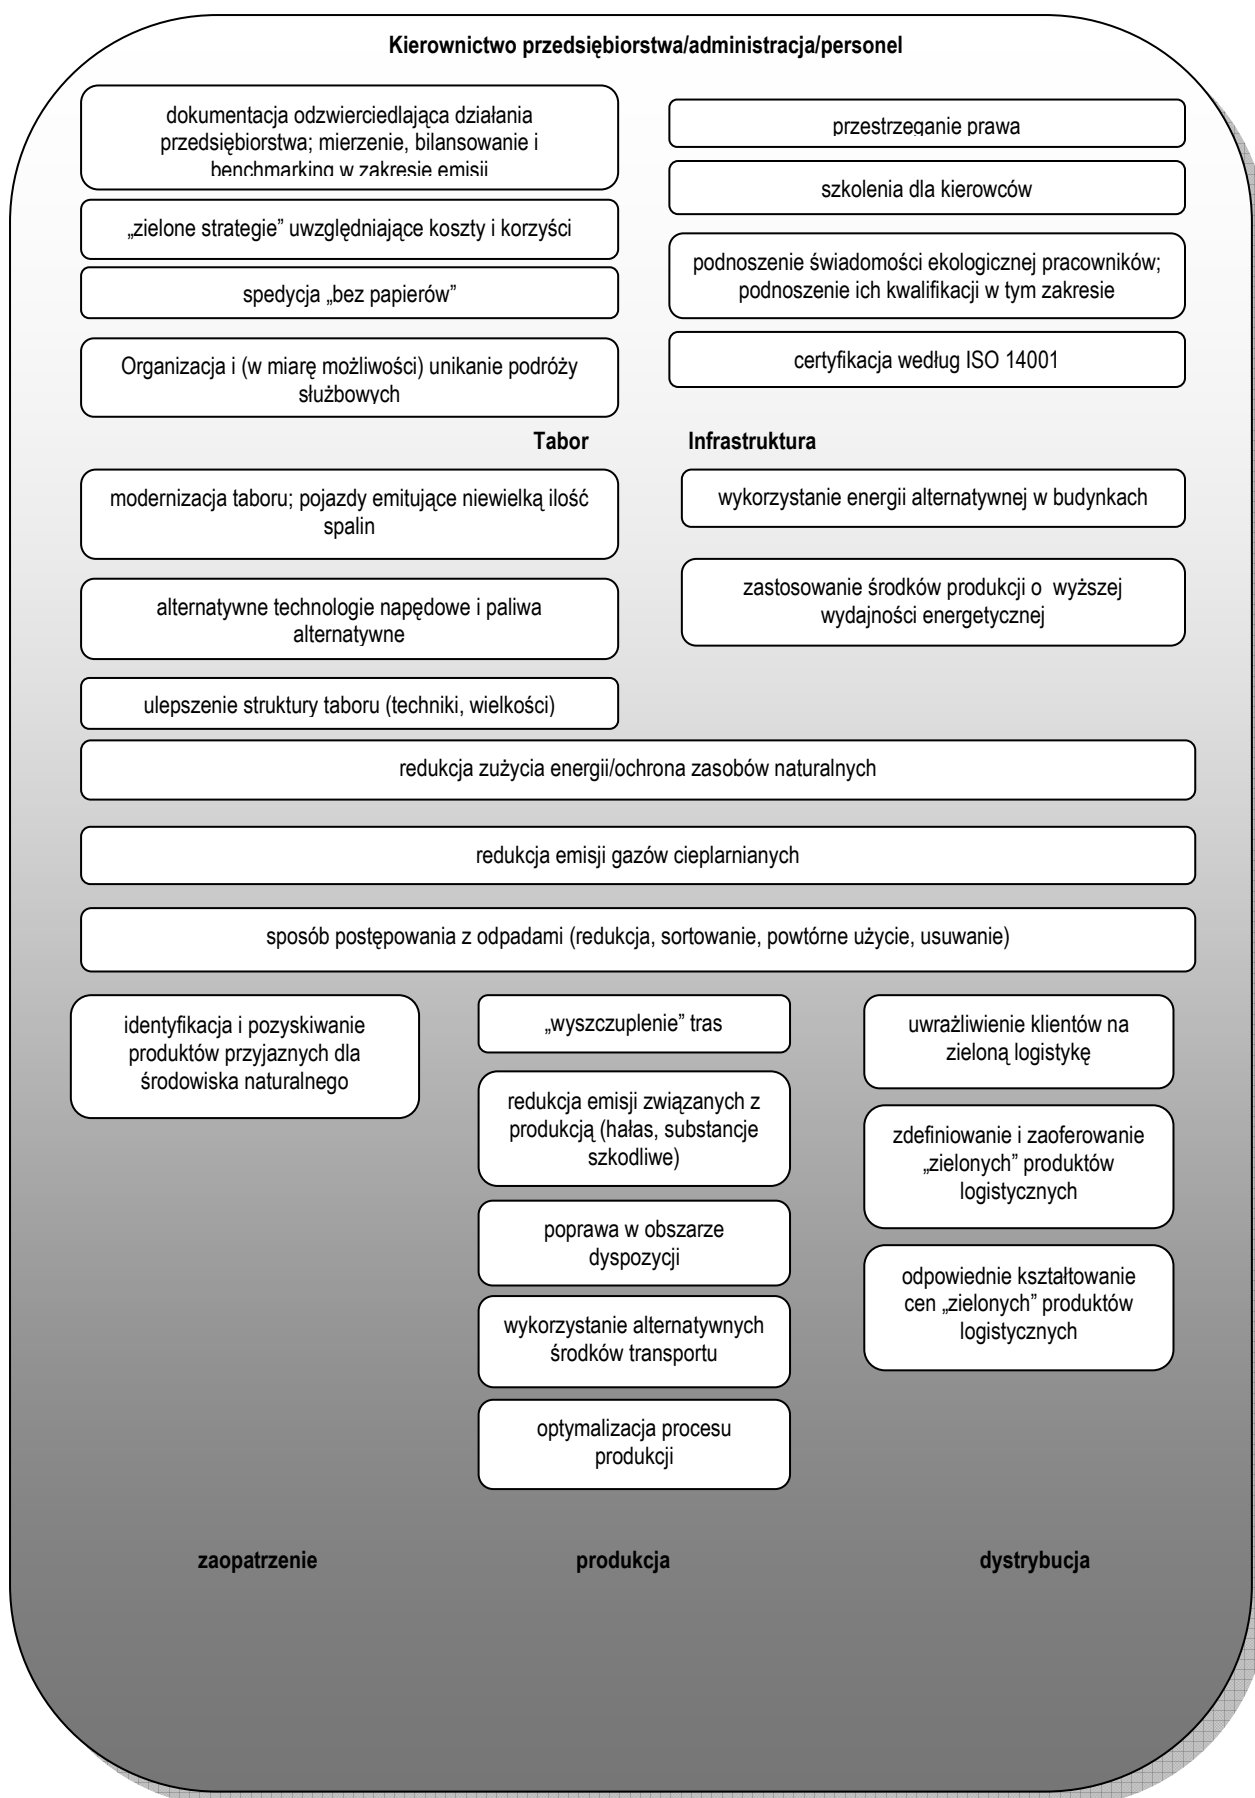 Kierownictwo przedsiębiorstwa/administracja/personel
dokumentacja odzwierciedlająca działania
przedsiębiorstwa; mierzenie, bilansowanie i
benchmarking w zakresie emisji
„zielone strategie” uwzględniające koszty i korzyści
spedycja „bez papierów”
Organizacja i (w miarę możliwości) unikanie podróży
służbowych
przestrzeganie prawa
szkolenia dla kierowców
podnoszenie świadomości ekologicznej pracowników;
podnoszenie ich kwalifikacji w tym zakresie
certyfikacja według ISO 14001
Tabor
modernizacja taboru; pojazdy emitujące niewielką ilość
spalin
alternatywne technologie napędowe i paliwa
alternatywne
ulepszenie struktury taboru (techniki, wielkości)
Infrastruktura
wykorzystanie energii alternatywnej w budynkach
zastosowanie środków produkcji o  wyższej
wydajności energetycznej
redukcja zużycia energii/ochrona zasobów naturalnych
redukcja emisji gazów cieplarnianych
sposób postępowania z odpadami (redukcja, sortowanie, powtórne użycie, usuwanie)
identyfikacja i pozyskiwanie
produktów przyjaznych dla
środowiska naturalnego
„wyszczuplenie” tras
redukcja emisji związanych z
produkcją (hałas, substancje
szkodliwe)
poprawa w obszarze
dyspozycji
wykorzystanie alternatywnych
środków transportu
optymalizacja procesu
produkcji
uwrażliwienie klientów na
zieloną logistykę
zdefiniowanie i zaoferowanie
„zielonych” produktów
logistycznych
odpowiednie kształtowanie
cen „zielonych” produktów
logistycznych
zaopatrzenie
produkcja
dystrybucja